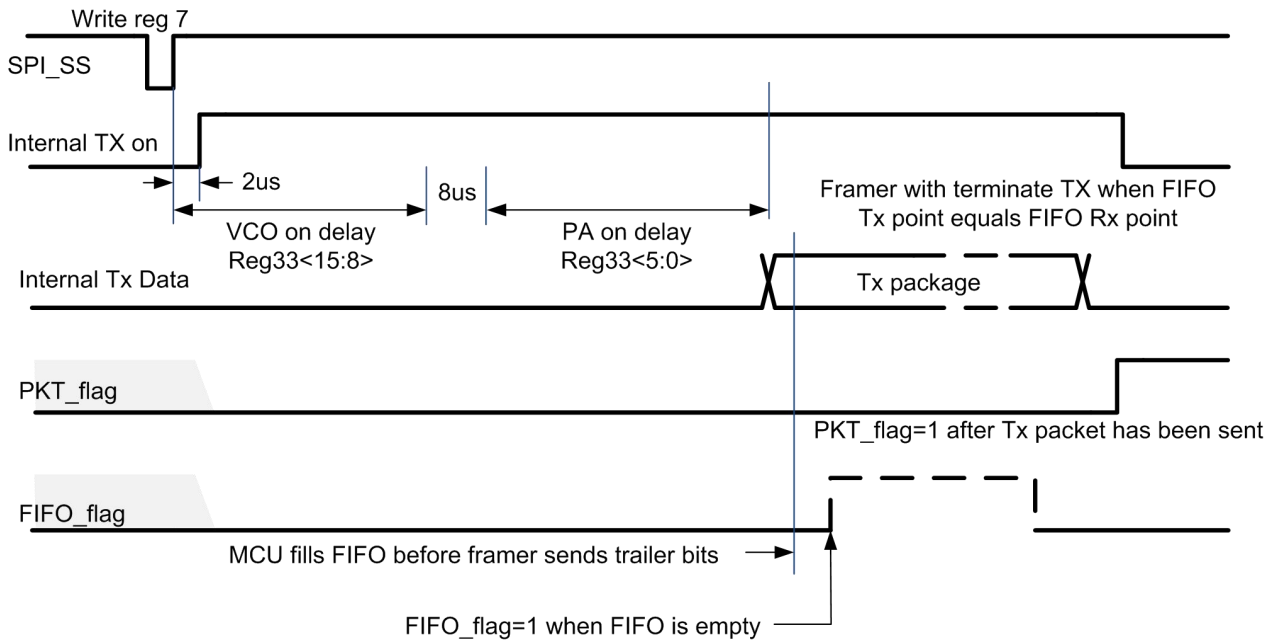 Write reg 7
SPI_SS
Internal TX on
2us
8us
Framer with terminate TX when FIFO
Tx point equals FIFO Rx point
VCO on delay
Reg33<15:8>
PA on delay
Reg33<5:0>
Internal Tx Data
Tx package
PKT_flag
PKT_flag=1 after Tx packet has been sent
FIFO_flag
MCU fills FIFO before framer sends trailer bits
FIFO_flag=1 when FIFO is empty